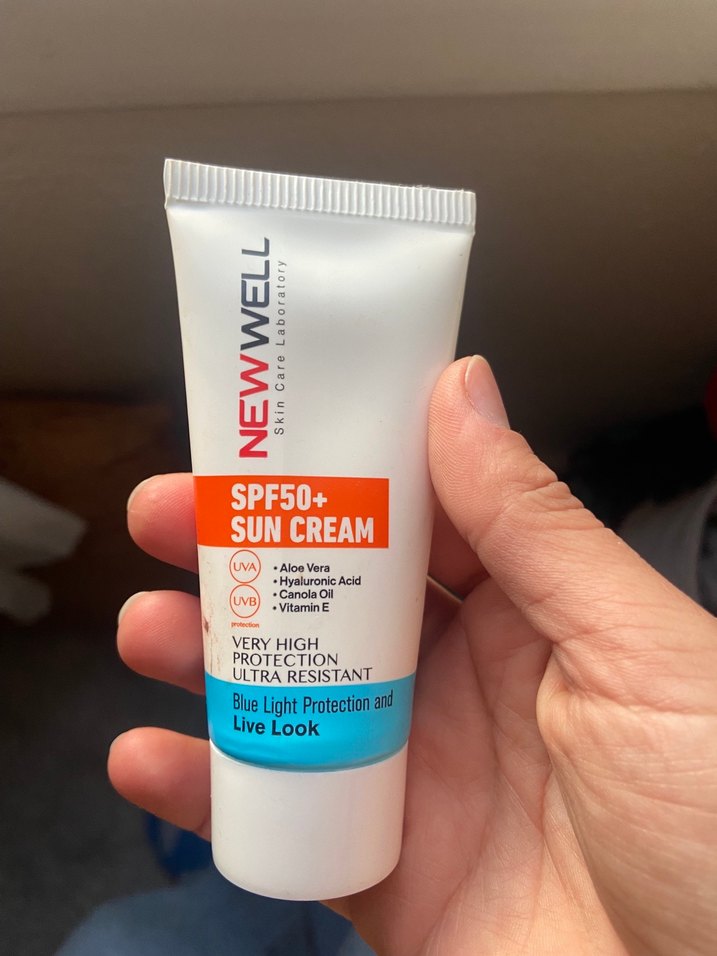 NEWWELL
Skin Care Laboratory
SPF50+
SUN CREAM
UVA
UVB
protection
• Aloe Vera
• Hyaluronic Acid
• Canola Oil
• Vitamin E
VERY HIGH
PROTECTION
ULTRA RESISTANT
Blue Light Protection and
Live Look